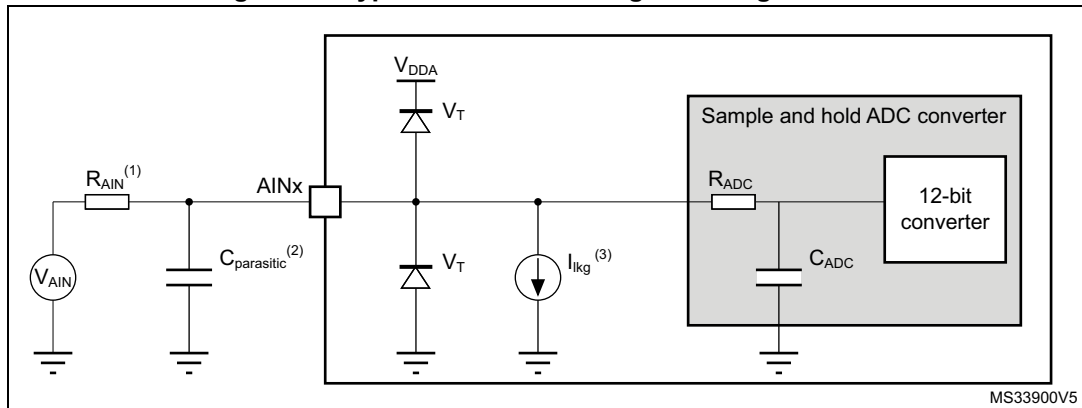 V_DDA
V_T
Sample and hold ADC converter
R_AIN^(1)
AINx
R_ADC
12-bit
converter
V_AIN
C_parasitic^(2)
V_T
I_lkg^(3)
C_ADC
MS33900V5